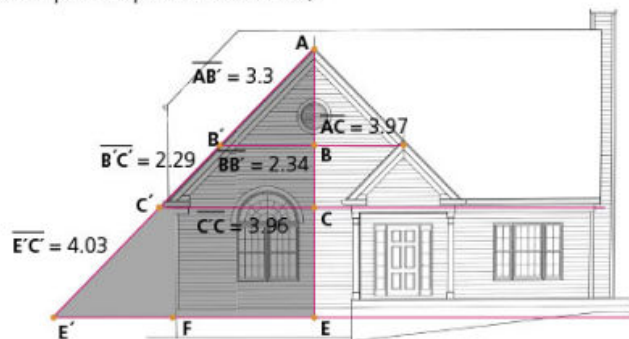 A
AB′ = 3.3
AC = 3.97
B′
B
B′C′ = 2.29
BB′ = 2.34
C′
C′C = 3.96
C
E′C′ = 4.03
E′
F
E